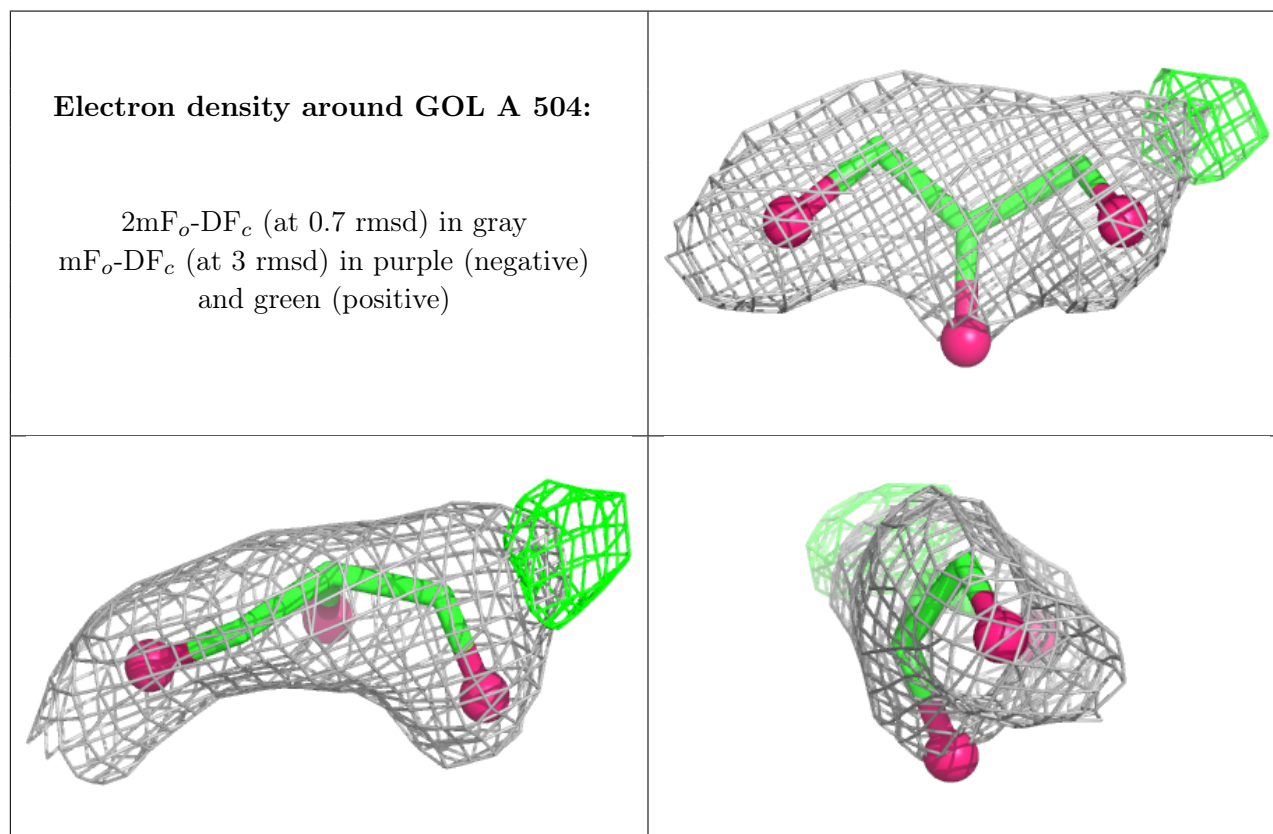 Electron density around GOL A 504:
2mFo-DFc (at 0.7 rmsd) in gray
mFo-DFc (at 3 rmsd) in purple (negative)
and green (positive)